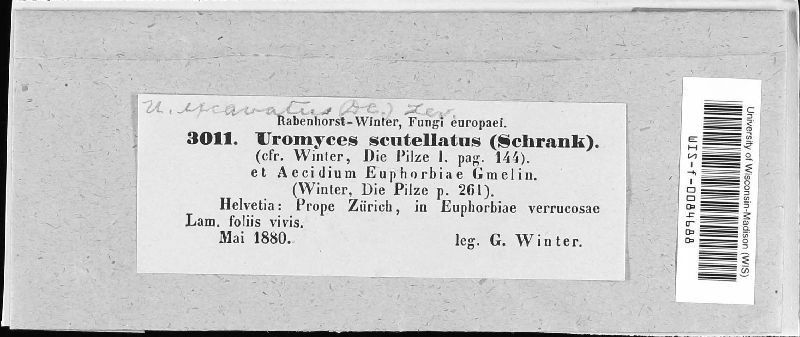 U. excavatus (DC.) Lev.
Rabenhorst-Winter, Fungi europaei.
3011. Uromyces scutellatus (Schrank).
(cfr. Winter, Die Pilze I. pag. 144).
et Aecidium Euphorbiae Gmelin.
(Winter, Die Pilze p. 261).
Helvetia: Prope Zürich, in Euphorbiae verrucosae
Lam. foliis vivis.
Mai 1880. leg. G. Winter.
University of Wisconsin-Madison (WIS)
WIS-f-0084688